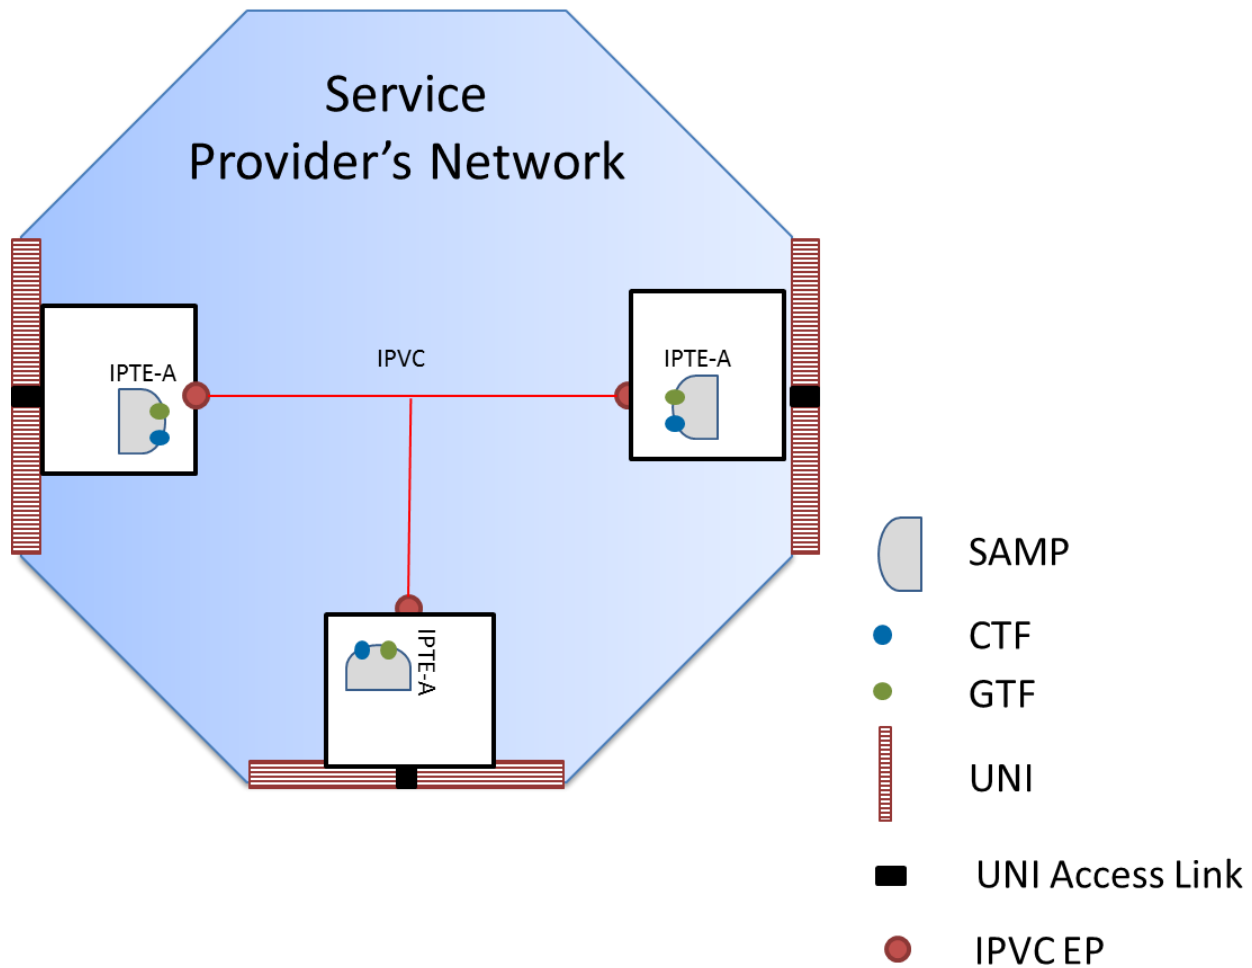 Service
Provider's Network
IPTE-A
IPVC
IPTE-A
IPTE-A
SAMP
CTF
GTF
UNI
UNI Access Link
IPVC EP